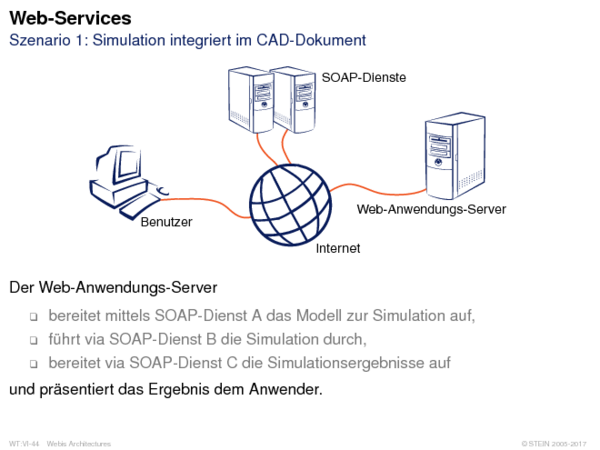 Web-Services
Szenario 1: Simulation integriert im CAD-Dokument
SOAP-Dienste
Web-Anwendungs-Server
Benutzer
Internet
Der Web-Anwendungs-Server
❑ bereitet mittels SOAP-Dienst A das Modell zur Simulation auf,
❑ führt via SOAP-Dienst B die Simulation durch,
❑ bereitet via SOAP-Dienst C die Simulationsergebnisse auf
und präsentiert das Ergebnis dem Anwender.
WT:VI-44 Webis Architectures © STEIN 2005-2017